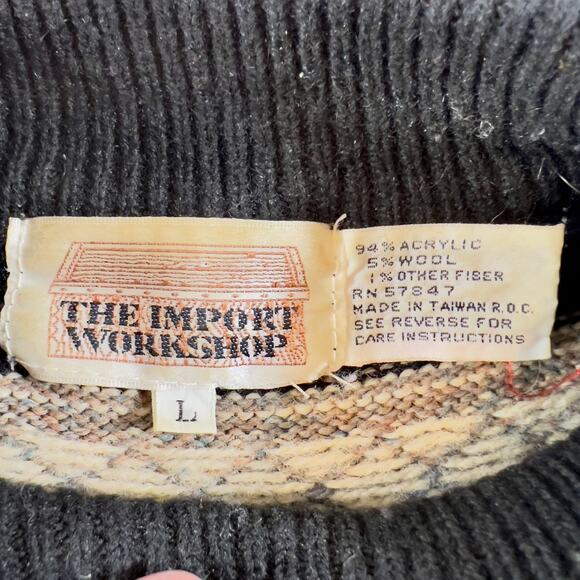 THE IMPORT
WORKSHOP
L
94% ACRYLIC
5% WOOL
1% OTHER FIBER
RN 57847
MADE IN TAIWAN R.O.C.
SEE REVERSE FOR
CARE INSTRUCTIONS